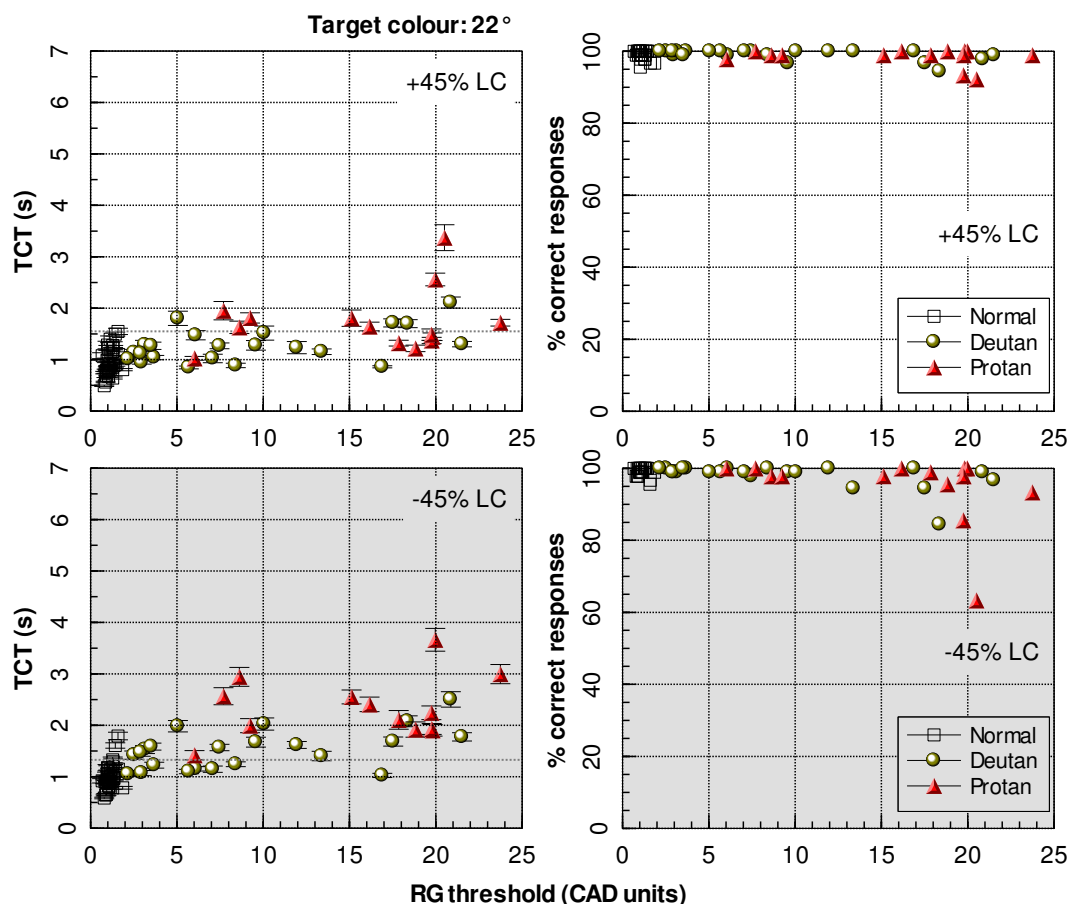 Target colour: 22°
7
6
5
4
3
2
1
0
TCT (s)
+45% LC
0 5 10 15 20 25
100
80
60
40
20
0
% correct responses
+45% LC
Normal
Deutan
Protan
0 5 10 15 20 25
7
6
5
4
3
2
1
0
TCT (s)
-45% LC
0 5 10 15 20 25
100
80
60
40
20
0
% correct responses
-45% LC
Normal
Deutan
Protan
0 5 10 15 20 25
RG threshold (CAD units)